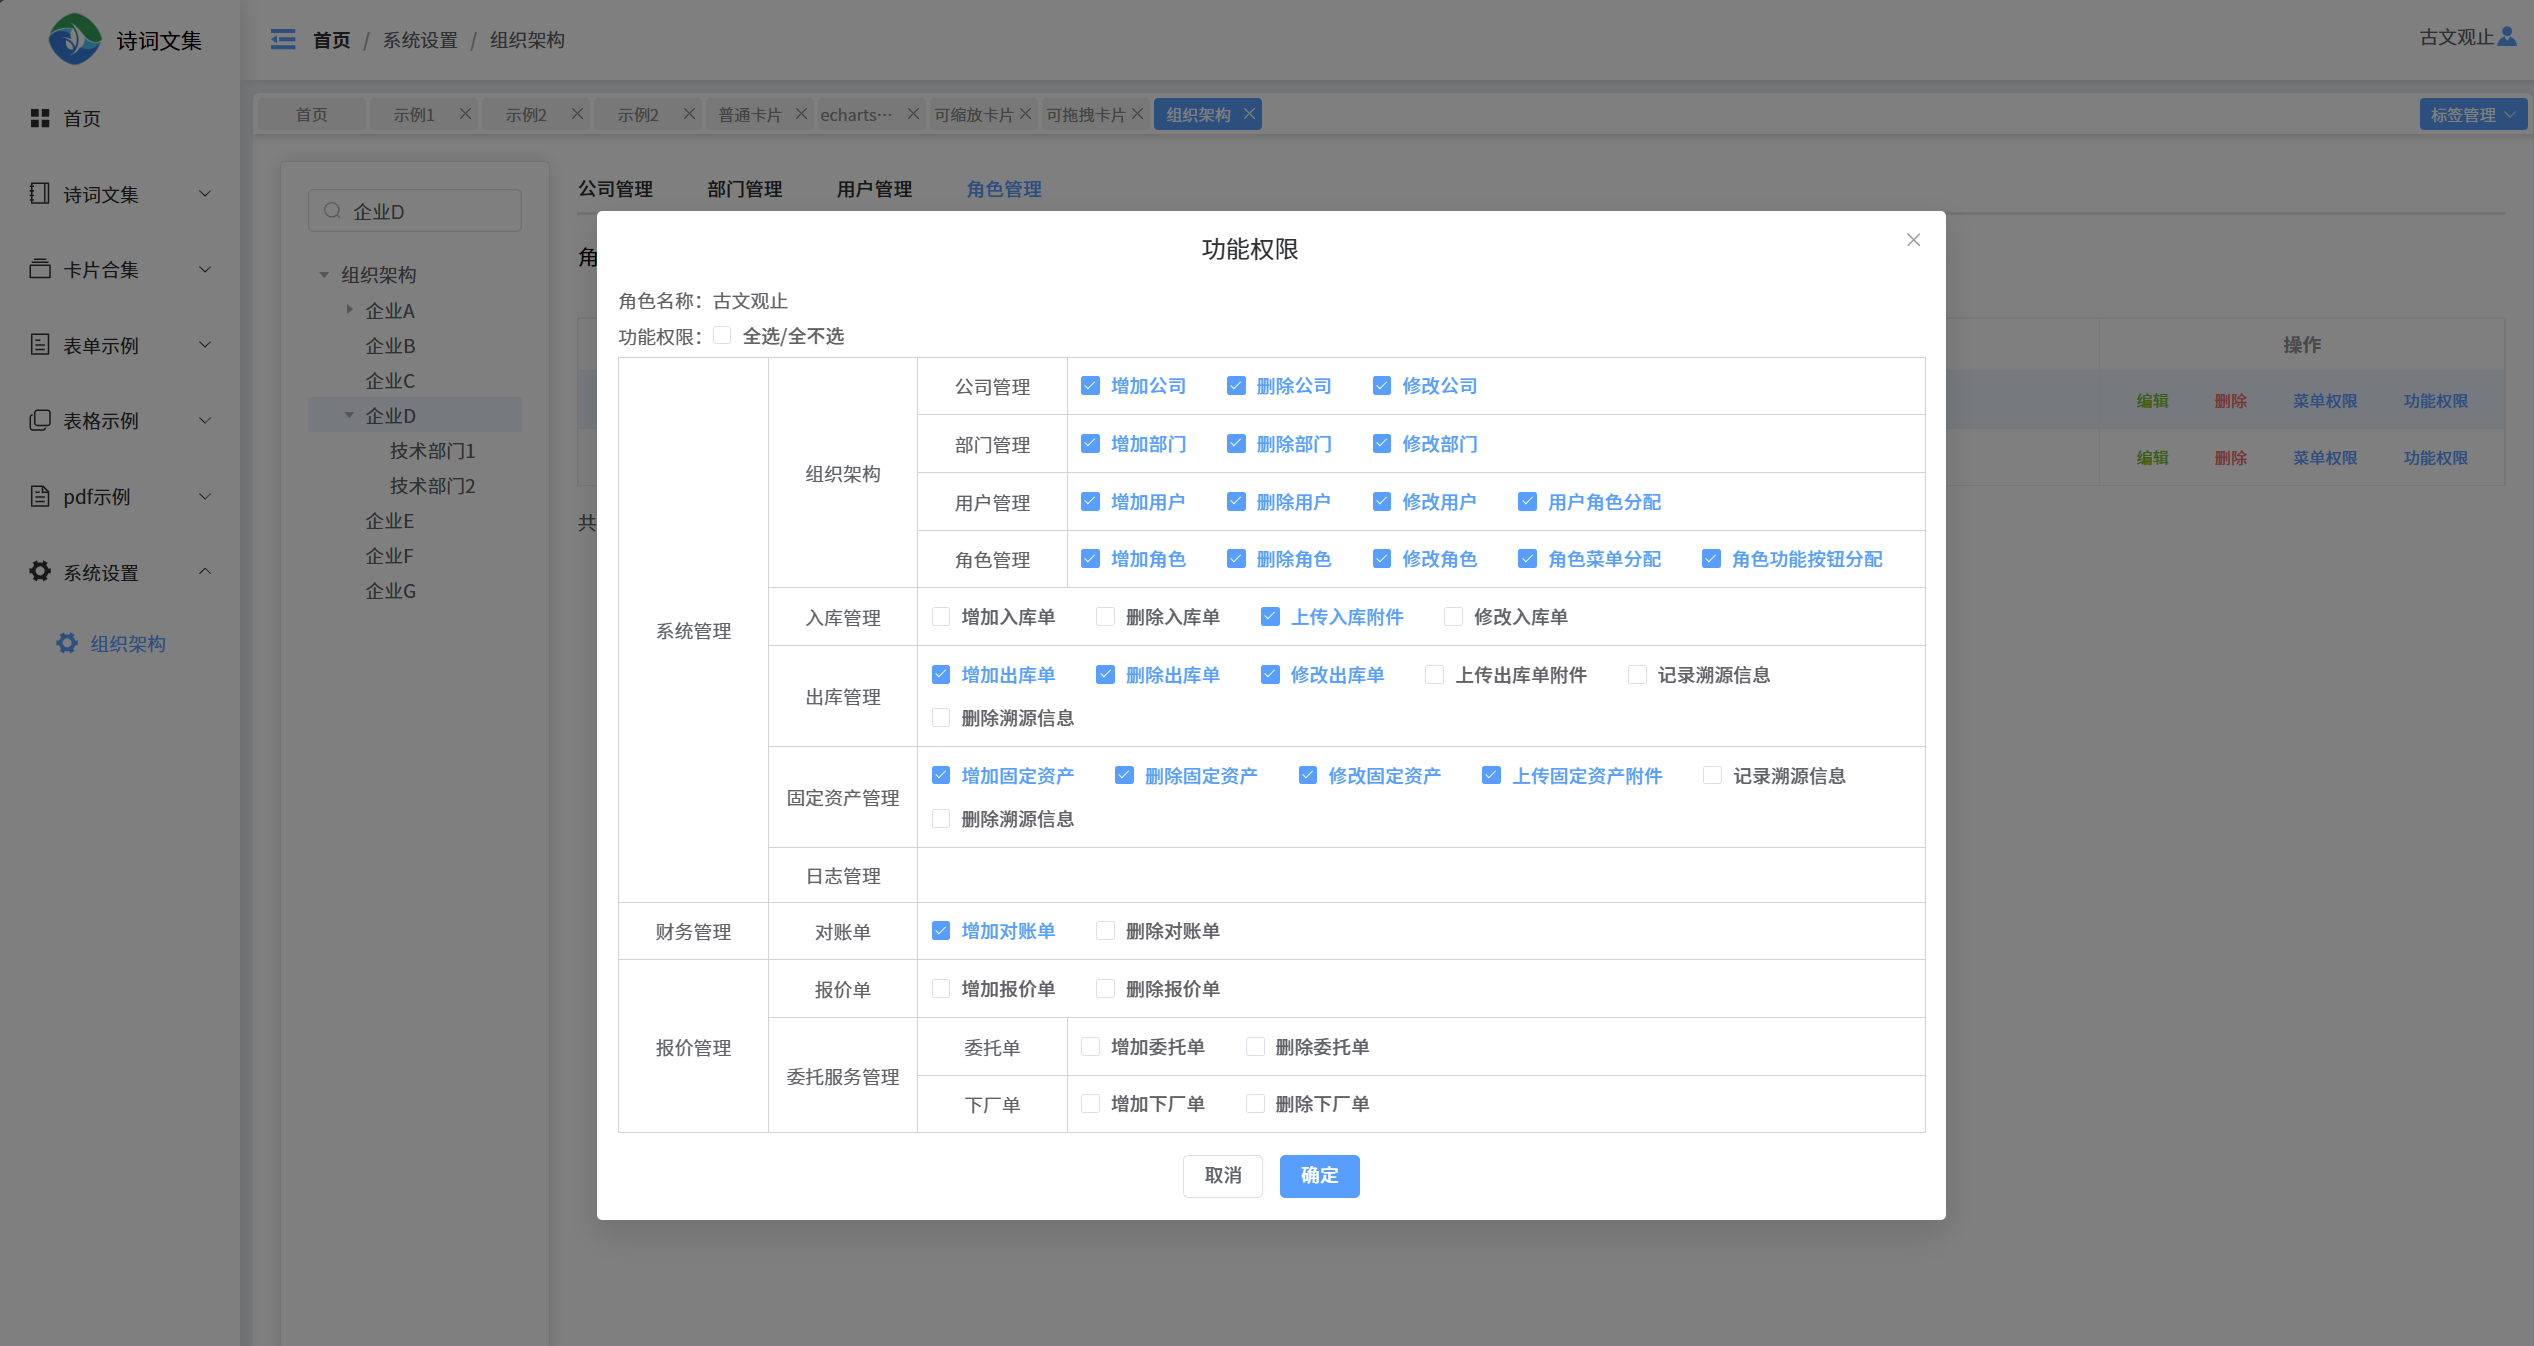 诗词文集
首页 / 系统设置 / 组织架构
古文观止
首页
诗词文集
卡片合集
表单示例
表格示例
pdf示例
系统设置
组织架构
首页 示例1 示例2 示例2 普通卡片 echarts··· 可缩放卡片 可拖拽卡片 组织架构 标签管理
企业D
组织架构
企业A
企业B
企业C
企业D
技术部门1
技术部门2
企业E
企业F
企业G
公司管理 部门管理 用户管理 角色管理
角
共
操作
编辑 删除 菜单权限 功能权限
编辑 删除 菜单权限 功能权限
功能权限
角色名称：古文观止
功能权限： 全选/全不选
系统管理
组织架构
公司管理 增加公司 删除公司 修改公司
部门管理 增加部门 删除部门 修改部门
用户管理 增加用户 删除用户 修改用户 用户角色分配
角色管理 增加角色 删除角色 修改角色 角色菜单分配 角色功能按钮分配
入库管理 增加入库单 删除入库单 上传入库附件 修改入库单
出库管理 增加出库单 删除出库单 修改出库单 上传出库单附件 记录溯源信息
删除溯源信息
固定资产管理 增加固定资产 删除固定资产 修改固定资产 上传固定资产附件 记录溯源信息
删除溯源信息
日志管理
财务管理 对账单 增加对账单 删除对账单
报价管理
报价单 增加报价单 删除报价单
委托服务管理
委托单 增加委托单 删除委托单
下厂单 增加下厂单 删除下厂单
取消 确定